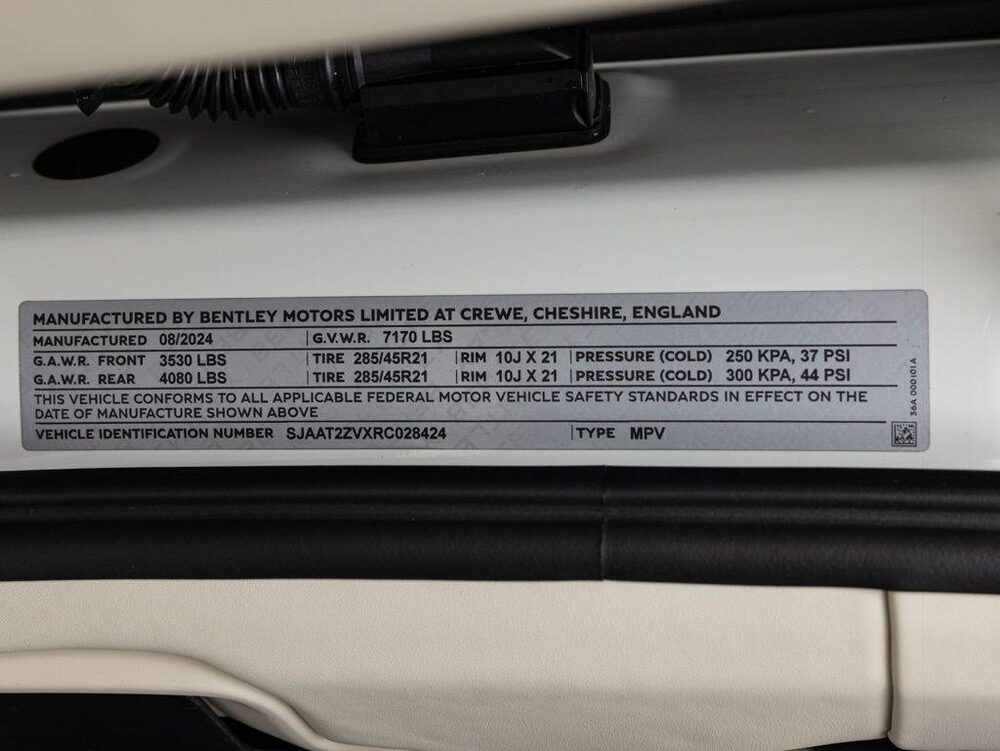 MANUFACTURED BY BENTLEY MOTORS LIMITED AT CREWE, CHESHIRE, ENGLAND
MANUFACTURED 08/2024 G.V.W.R. 7170 LBS
G.A.W.R. FRONT 3530 LBS TIRE 285/45R21 RIM 10J X 21 PRESSURE (COLD) 250 KPA, 37 PSI
G.A.W.R. REAR 4080 LBS TIRE 285/45R21 RIM 10J X 21 PRESSURE (COLD) 300 KPA, 44 PSI
THIS VEHICLE CONFORMS TO ALL APPLICABLE FEDERAL MOTOR VEHICLE SAFETY STANDARDS IN EFFECT ON THE
DATE OF MANUFACTURE SHOWN ABOVE
VEHICLE IDENTIFICATION NUMBER SJAAT2ZVXRC028424 TYPE MPV
36A 000101A